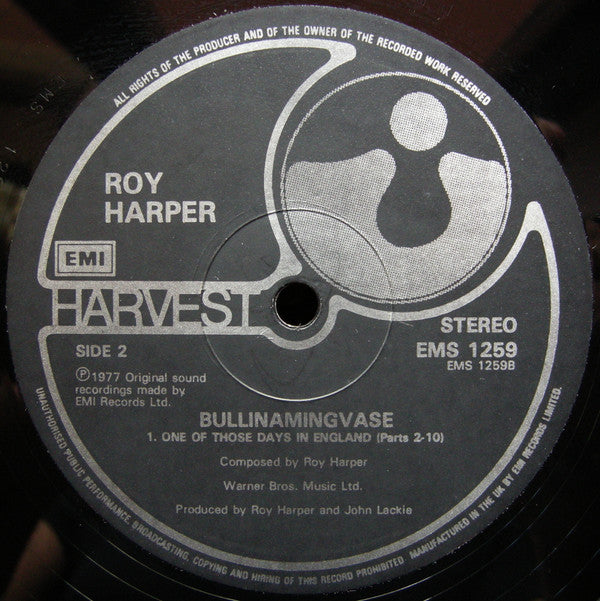 ALL RIGHTS OF THE PRODUCER AND OF THE OWNER OF THE RECORDED WORK RESERVED
ROY
HARPER
EMI
HARVEST
SIDE 2
STEREO
EMS 1259
EMS 1259B
Ⓟ1977 Original sound
recordings made by
EMI Records Ltd.
BULLINAMINGVASE
1. ONE OF THOSE DAYS IN ENGLAND (Parts 2-10)
Composed by Roy Harper
Warner Bros. Music Ltd.
Produced by Roy Harper and John Lackie
UNAUTHORISED PUBLIC PERFORMANCE, BROADCASTING, COPYING AND HIRING OF THIS RECORD PROHIBITED MANUFACTURED IN THE UK BY EMI RECORDS LIMITED.